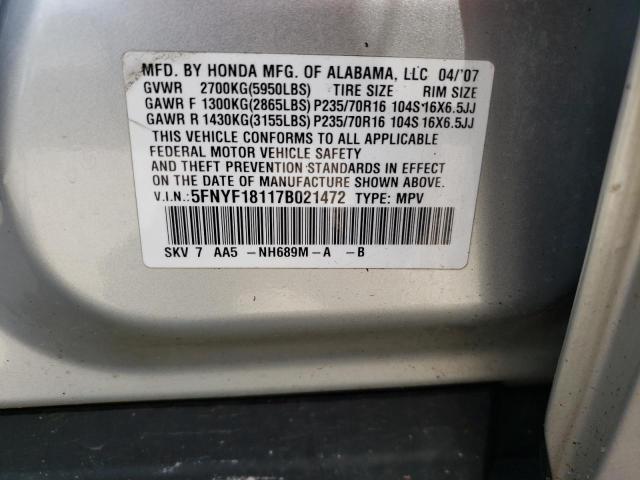 MFD. BY HONDA MFG. OF ALABAMA, LLC 04/'07
GVWR 2700KG(5950LBS) TIRE SIZE RIM SIZE
GAWR F 1300KG(2865LBS) P235/70R16 104S 16X6.5JJ
GAWR R 1430KG(3155LBS) P235/70R16 104S 16X6.5JJ
THIS VEHICLE CONFORMS TO ALL APPLICABLE
FEDERAL MOTOR VEHICLE SAFETY
AND THEFT PREVENTION STANDARDS IN EFFECT
ON THE DATE OF MANUFACTURE SHOWN ABOVE.
V.I.N.: 5FNYF18117B021472 TYPE: MPV
SKV 7 AA5 -NH689M-A -B